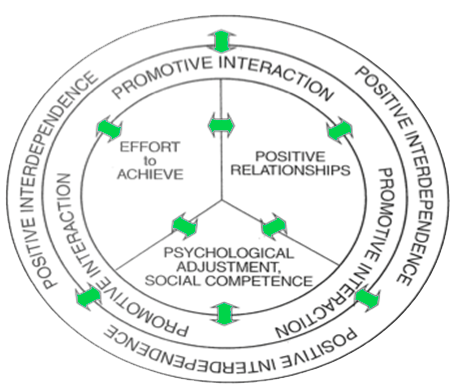 POSITIVE INTERDEPENDENCE
POSITIVE INTERDEPENDENCE
POSITIVE INTERDEPENDENCE
PROMOTIVE INTERACTION
PROMOTIVE INTERACTION
PROMOTIVE INTERACTION
PROMOTIVE INTERACTION
EFFORT
to
ACHIEVE
POSITIVE
RELATIONSHIPS
PSYCHOLOGICAL
ADJUSTMENT,
SOCIAL COMPETENCE